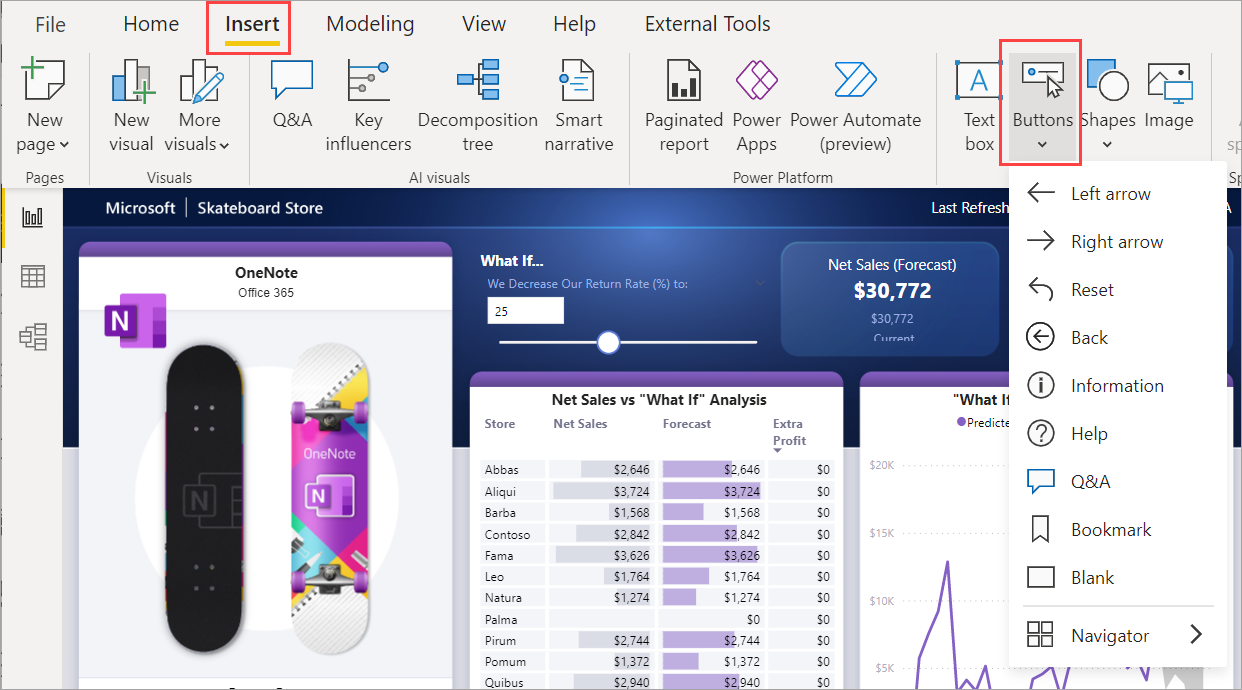 File Home Insert Modeling View Help External Tools
New page
New visual
More visuals
Q&A
Key influencers
Decomposition tree
Smart narrative
Paginated report
Power Apps
Power Automate (preview)
Text box
Buttons
Shapes
Image
Pages Visuals AI visuals Power Platform
Left arrow
Right arrow
Reset
Back
Information
Help
Q&A
Bookmark
Blank
Navigator
Microsoft | Skateboard Store
Last Refresh
OneNote
Office 365
N
OneNote
N
N
What If...
We Decrease Our Return Rate (%) to:
25
Net Sales (Forecast)
$30,772
$30,772
Current
Net Sales vs "What If" Analysis
Store Net Sales Forecast Extra Profit
Abbas $2,646 $2,646 $0
Aliqui $3,724 $3,724 $0
Barba $1,568 $1,568 $0
Contoso $2,842 $2,842 $0
Fama $3,626 $3,626 $0
Leo $1,764 $1,764 $0
Natura $1,274 $1,274 $0
Palma $0 $0
Pirum $2,744 $2,744 $0
Pomum $1,372 $1,372 $0
Quibus $2,940 $2,940 $0
"What If
Predicte
$20K
$15K
$10K
$5K